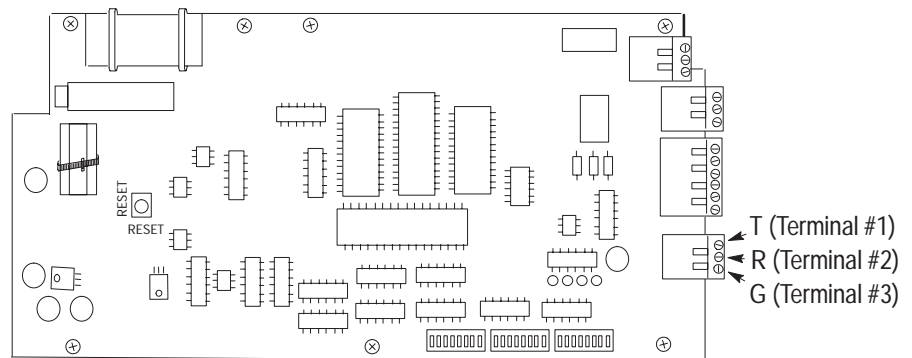 RESET
RESET
T (Terminal #1)
R (Terminal #2)
G (Terminal #3)